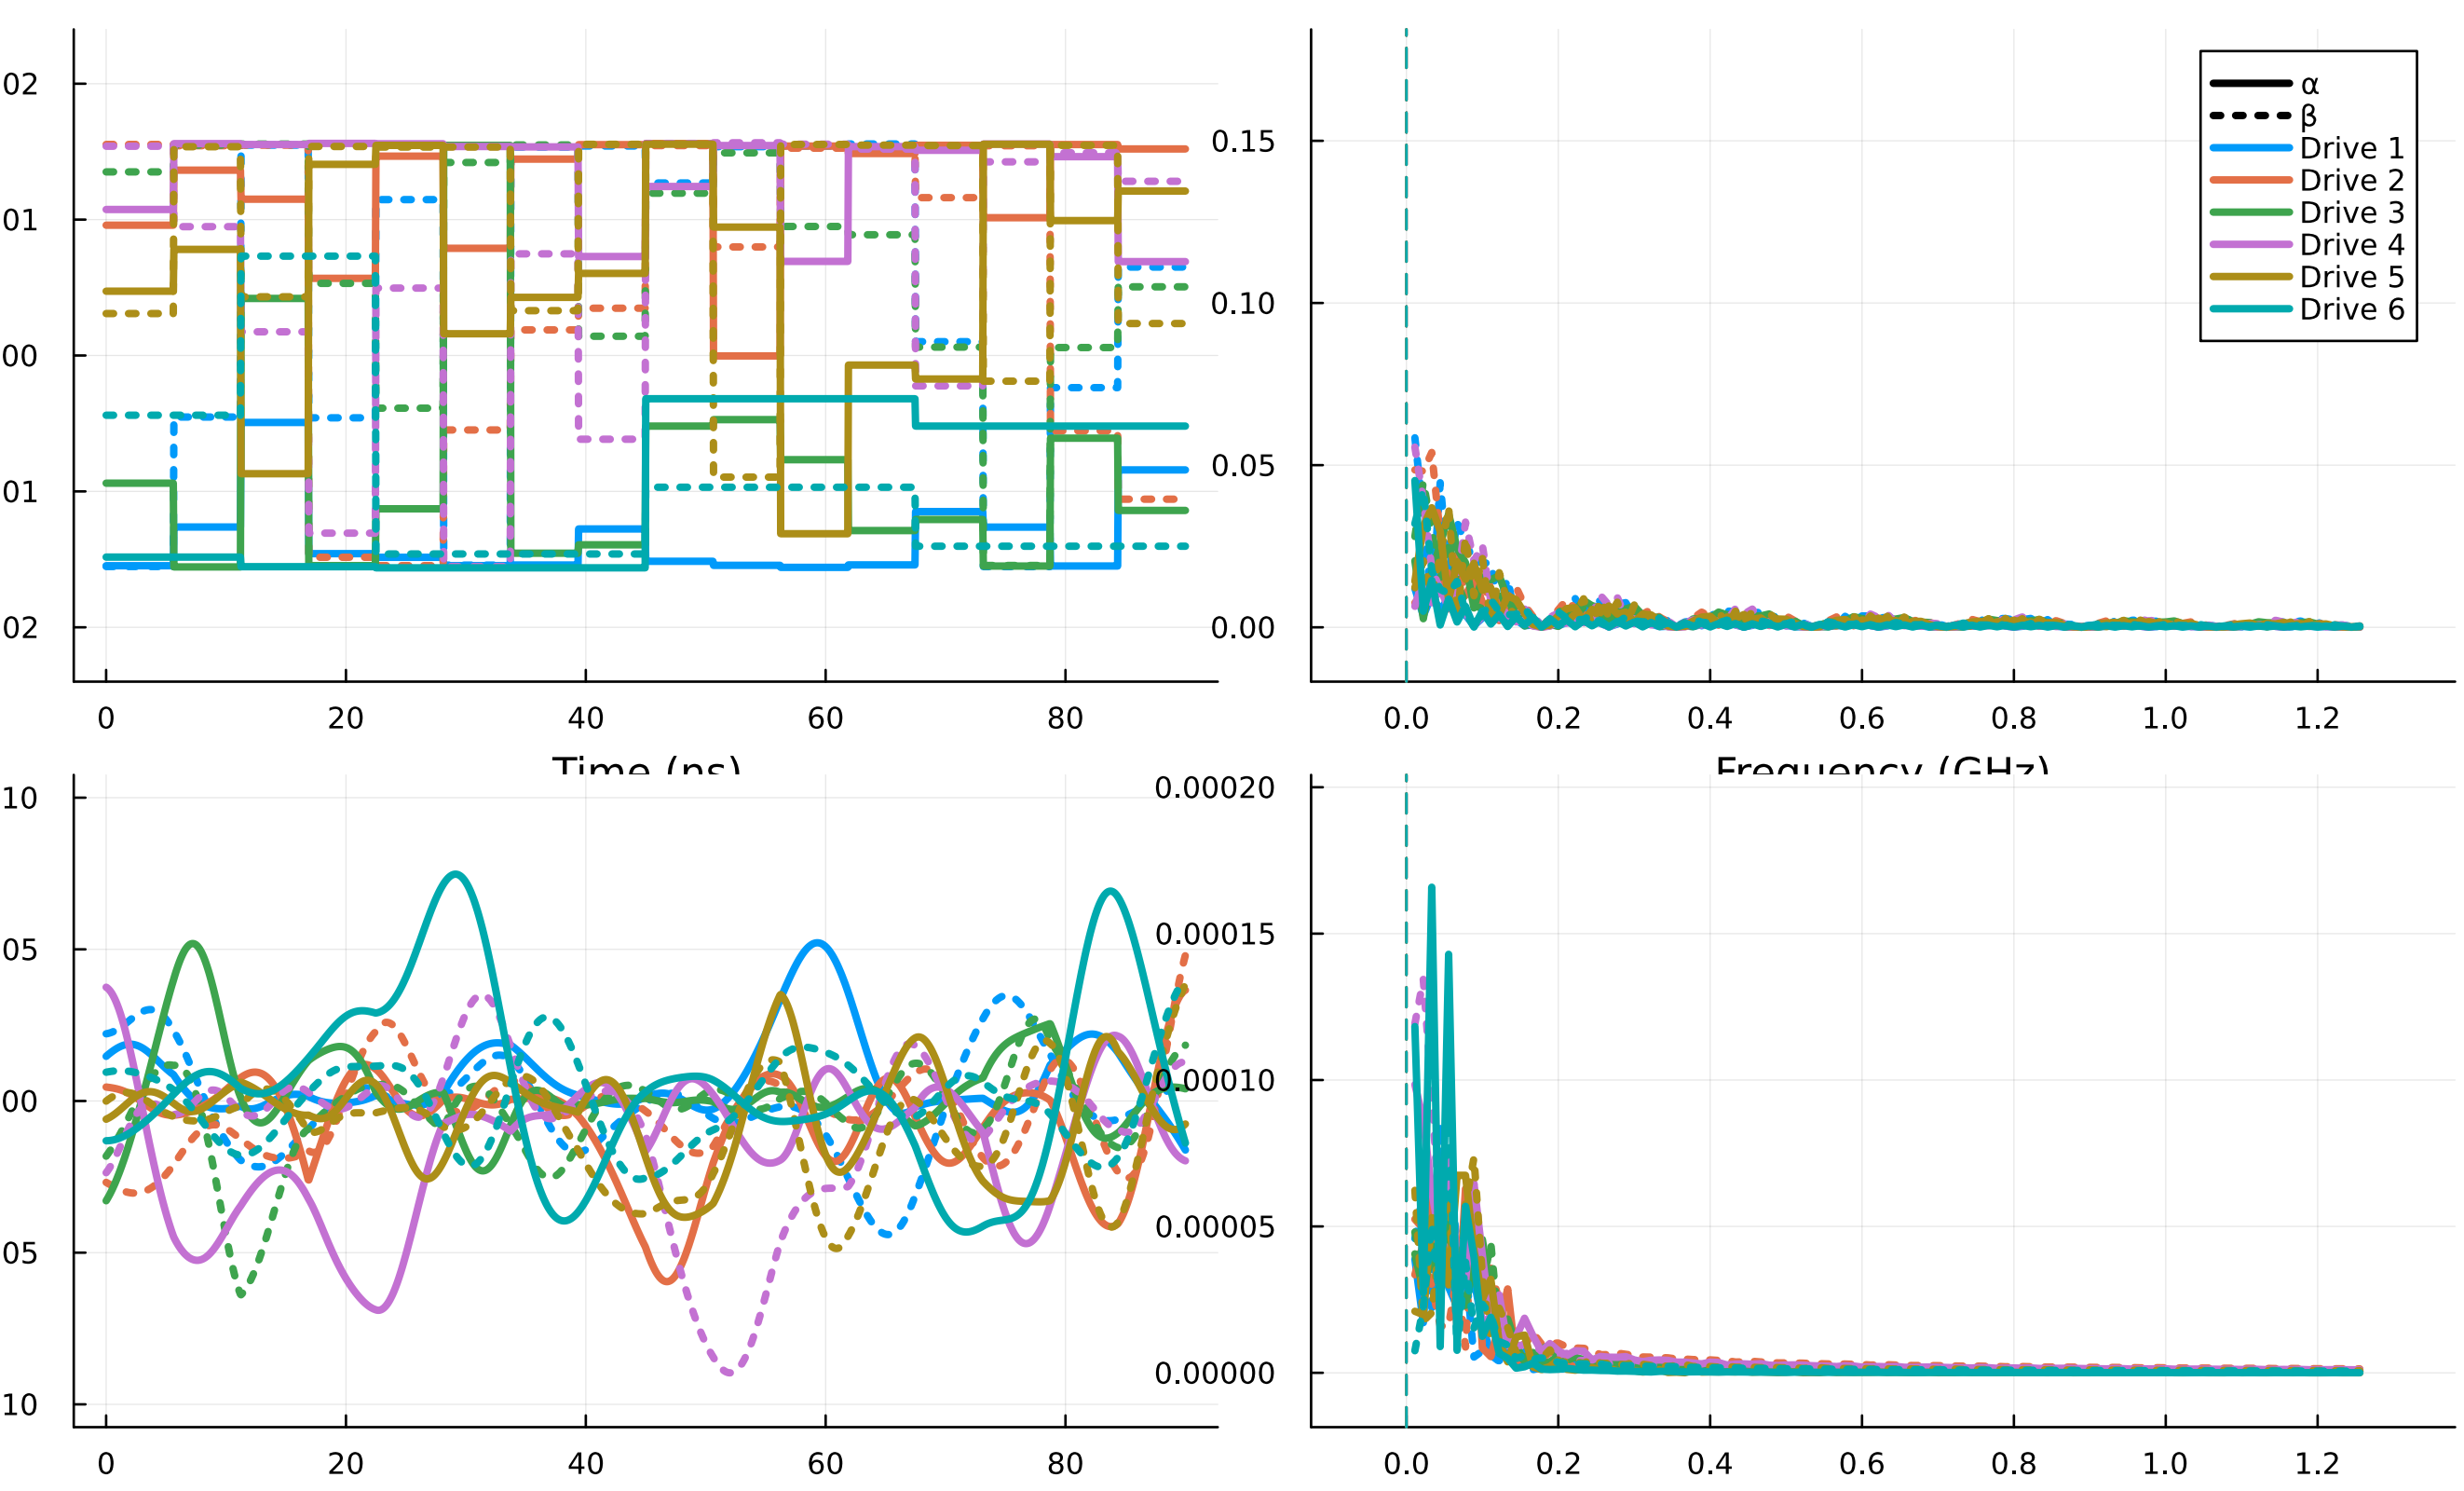 02
01
00
01
02
0 20 40 60 80
Time (ns)
0.15
0.10
0.05
0.00
0.0 0.2 0.4 0.6 0.8 1.0 1.2
Frequency (GHz)
α
β
Drive 1
Drive 2
Drive 3
Drive 4
Drive 5
Drive 6
10
05
00
05
10
0 20 40 60 80
0.00020
0.00015
0.00010
0.00005
0.00000
0.0 0.2 0.4 0.6 0.8 1.0 1.2